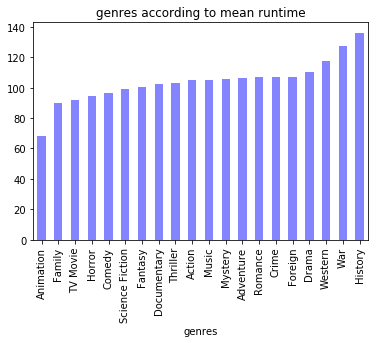 genres according to mean runtime
140
120
100
80
60
40
20
0
Animation
Family
TV Movie
Horror
Comedy
Science Fiction
Fantasy
Documentary
Thriller
Action
Music
Mystery
Adventure
Romance
Crime
Foreign
Drama
Western
War
History
genres